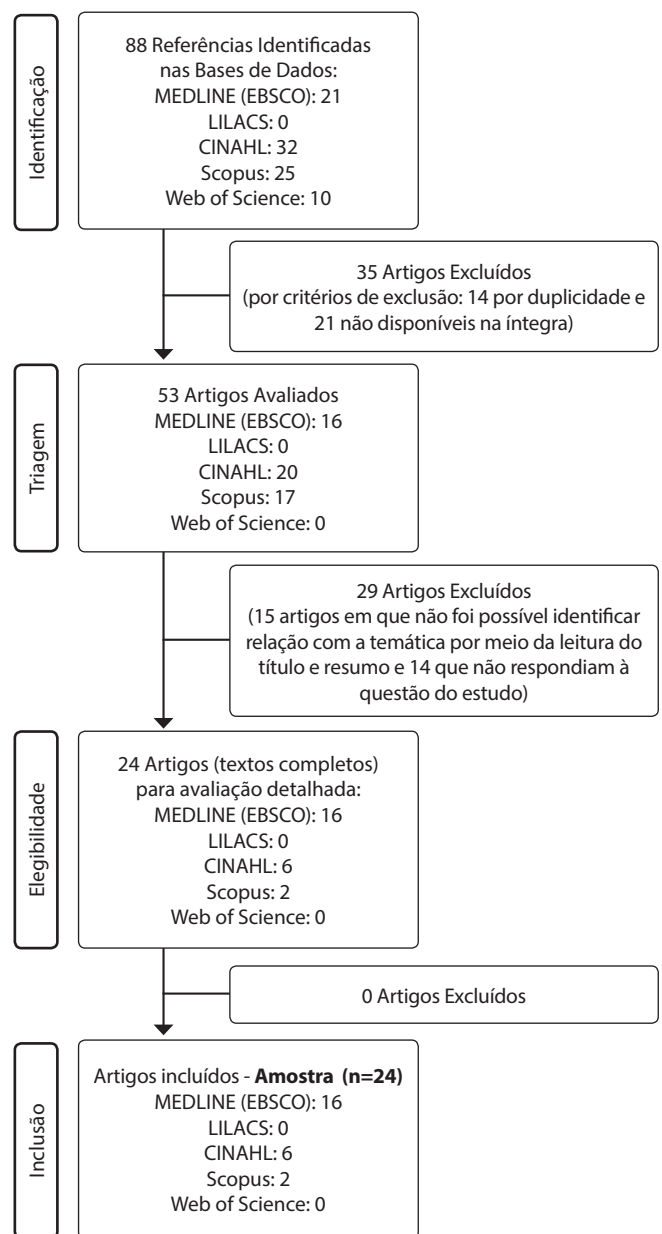 Identificação
88 Referências Identificadas
nas Bases de Dados:
MEDLINE (EBSCO): 21
LILACS: 0
CINAHL: 32
Scopus: 25
Web of Science: 10
35 Artigos Excluídos
(por critérios de exclusão: 14 por duplicidade e
21 não disponíveis na íntegra)
Triagem
53 Artigos Avaliados
MEDLINE (EBSCO): 16
LILACS: 0
CINAHL: 20
Scopus: 17
Web of Science: 0
29 Artigos Excluídos
(15 artigos em que não foi possível identificar
relação com a temática por meio da leitura do
título e resumo e 14 que não respondiam à
questão do estudo)
Elegibilidade
24 Artigos (textos completos)
para avaliação detalhada:
MEDLINE (EBSCO): 16
LILACS: 0
CINAHL: 6
Scopus: 2
Web of Science: 0
0 Artigos Excluídos
Inclusão
Artigos incluídos - Amostra (n=24)
MEDLINE (EBSCO): 16
LILACS: 0
CINAHL: 6
Scopus: 2
Web of Science: 0